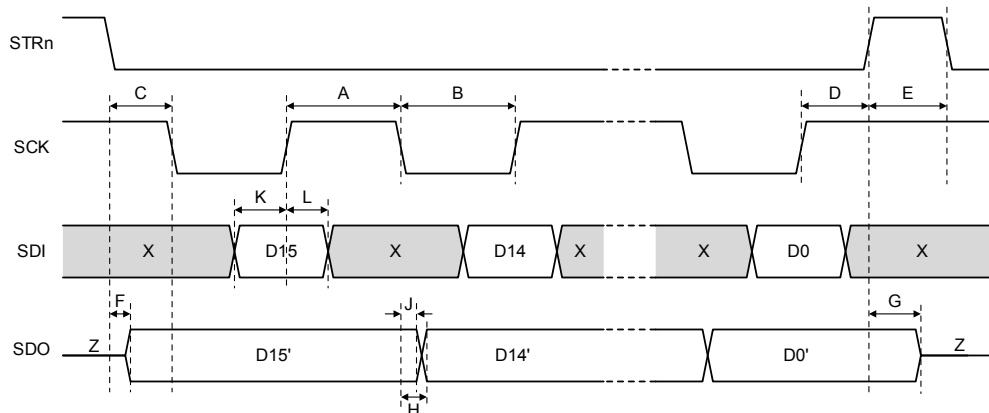 STRn
C A B D E
SCK
K L
SDI X D15 X D14 X X D0 X
F J G
SDO Z D15' D14' D0' Z
H